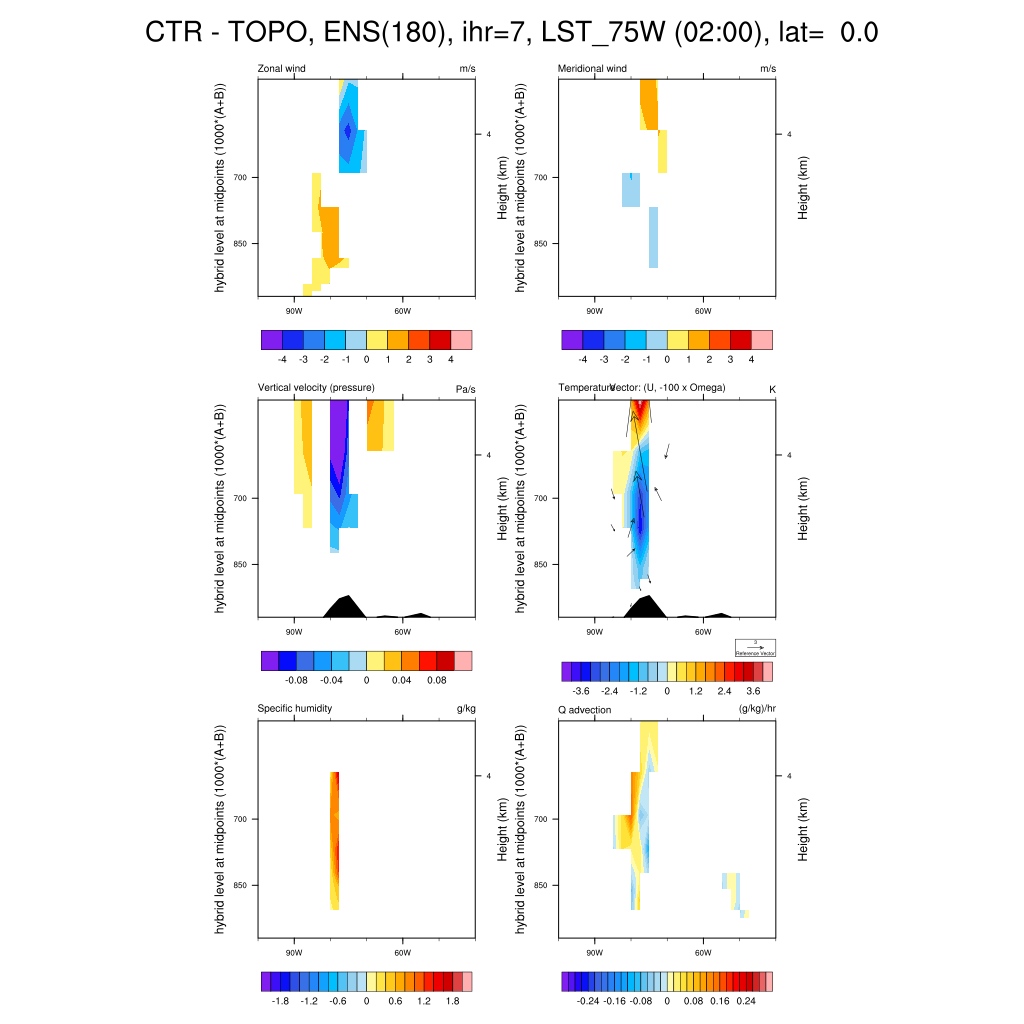 CTR - TOPO, ENS(180), ihr=7, LST_75W (02:00), lat= 0.0
Zonal wind m/s
hybrid level at midpoints (1000*(A+B))
700
850
4
Height (km)
90W 60W
-4 -3 -2 -1 0 1 2 3 4
Meridional wind m/s
hybrid level at midpoints (1000*(A+B))
700
850
4
Height (km)
90W 60W
-4 -3 -2 -1 0 1 2 3 4
Vertical velocity (pressure) Pa/s
hybrid level at midpoints (1000*(A+B))
700
850
4
Height (km)
90W 60W
-0.08 -0.04 0 0.04 0.08
Temperature Vector: (U, -100 x Omega) K
hybrid level at midpoints (1000*(A+B))
700
850
4
Height (km)
90W 60W
3
Reference Vector
-3.6 -2.4 -1.2 0 1.2 2.4 3.6
Specific humidity g/kg
hybrid level at midpoints (1000*(A+B))
700
850
4
Height (km)
90W 60W
-1.8 -1.2 -0.6 0 0.6 1.2 1.8
Q advection (g/kg)/hr
hybrid level at midpoints (1000*(A+B))
700
850
4
Height (km)
90W 60W
-0.24 -0.16 -0.08 0 0.08 0.16 0.24